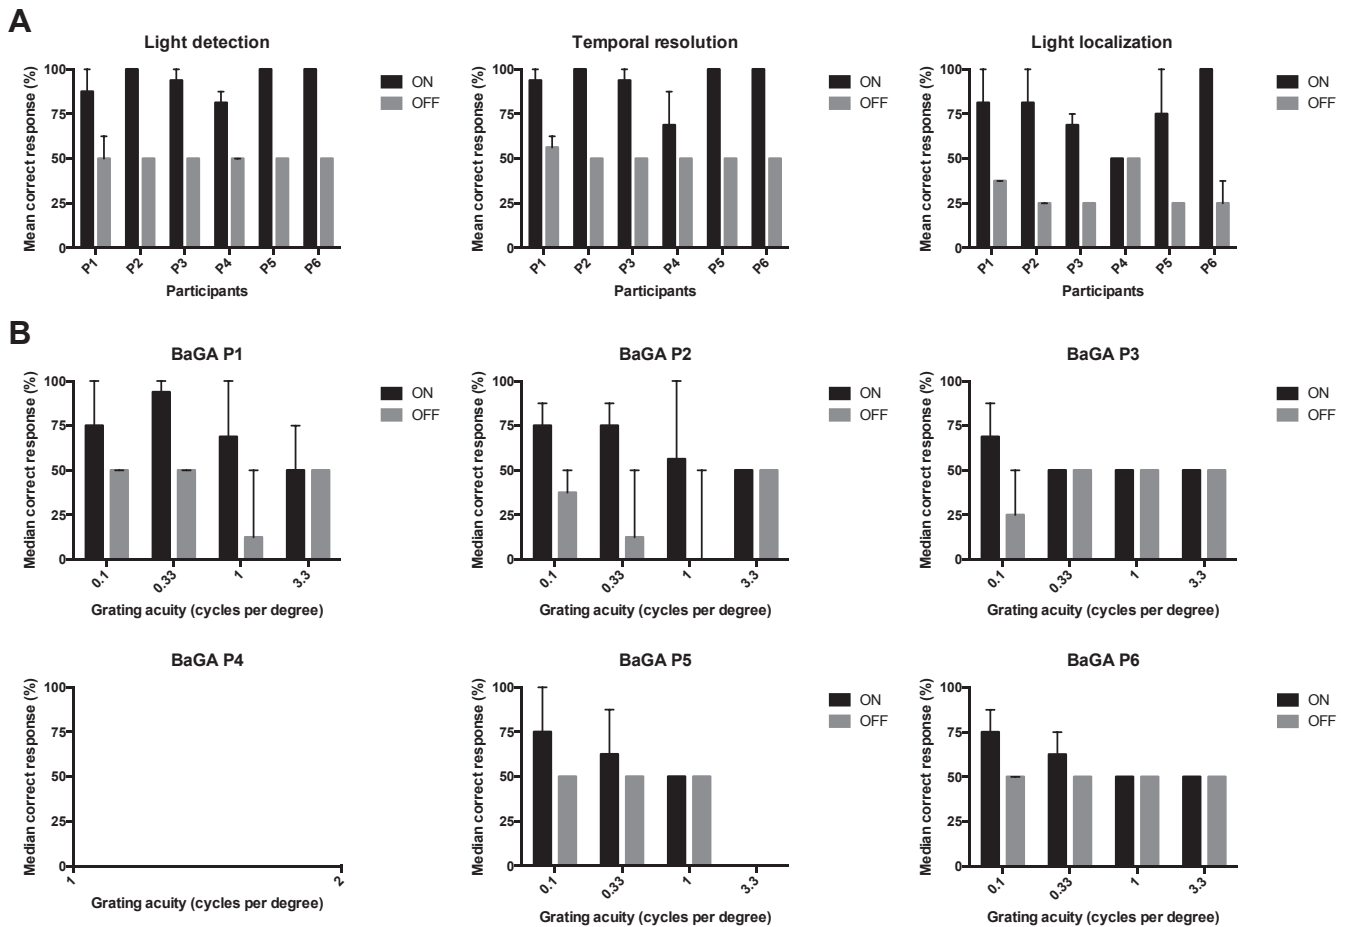 A
Light detection
Mean correct response (%)
100
75
50
25
0
P1 P2 P3 P4 P5 P6
Participants
ON
OFF
Temporal resolution
Mean correct response (%)
100
75
50
25
0
P1 P2 P3 P4 P5 P6
Participants
ON
OFF
Light localization
Mean correct response (%)
100
75
50
25
0
P1 P2 P3 P4 P5 P6
Participants
ON
OFF
B
BaGA P1
Median correct response (%)
100
75
50
25
0
0.1 0.33 1 3.3
Grating acuity (cycles per degree)
ON
OFF
BaGA P2
Median correct response (%)
100
75
50
25
0
0.1 0.33 1 3.3
Grating acuity (cycles per degree)
ON
OFF
BaGA P3
Median correct response (%)
100
75
50
25
0
0.1 0.33 1 3.3
Grating acuity (cycles per degree)
ON
OFF
BaGA P4
Median correct response (%)
100
75
50
25
0
1 2
Grating acuity (cycles per degree)
BaGA P5
Median correct response (%)
100
75
50
25
0
0.1 0.33 1 3.3
Grating acuity (cycles per degree)
ON
OFF
BaGA P6
Median correct response (%)
100
75
50
25
0
0.1 0.33 1 3.3
Grating acuity (cycles per degree)
ON
OFF